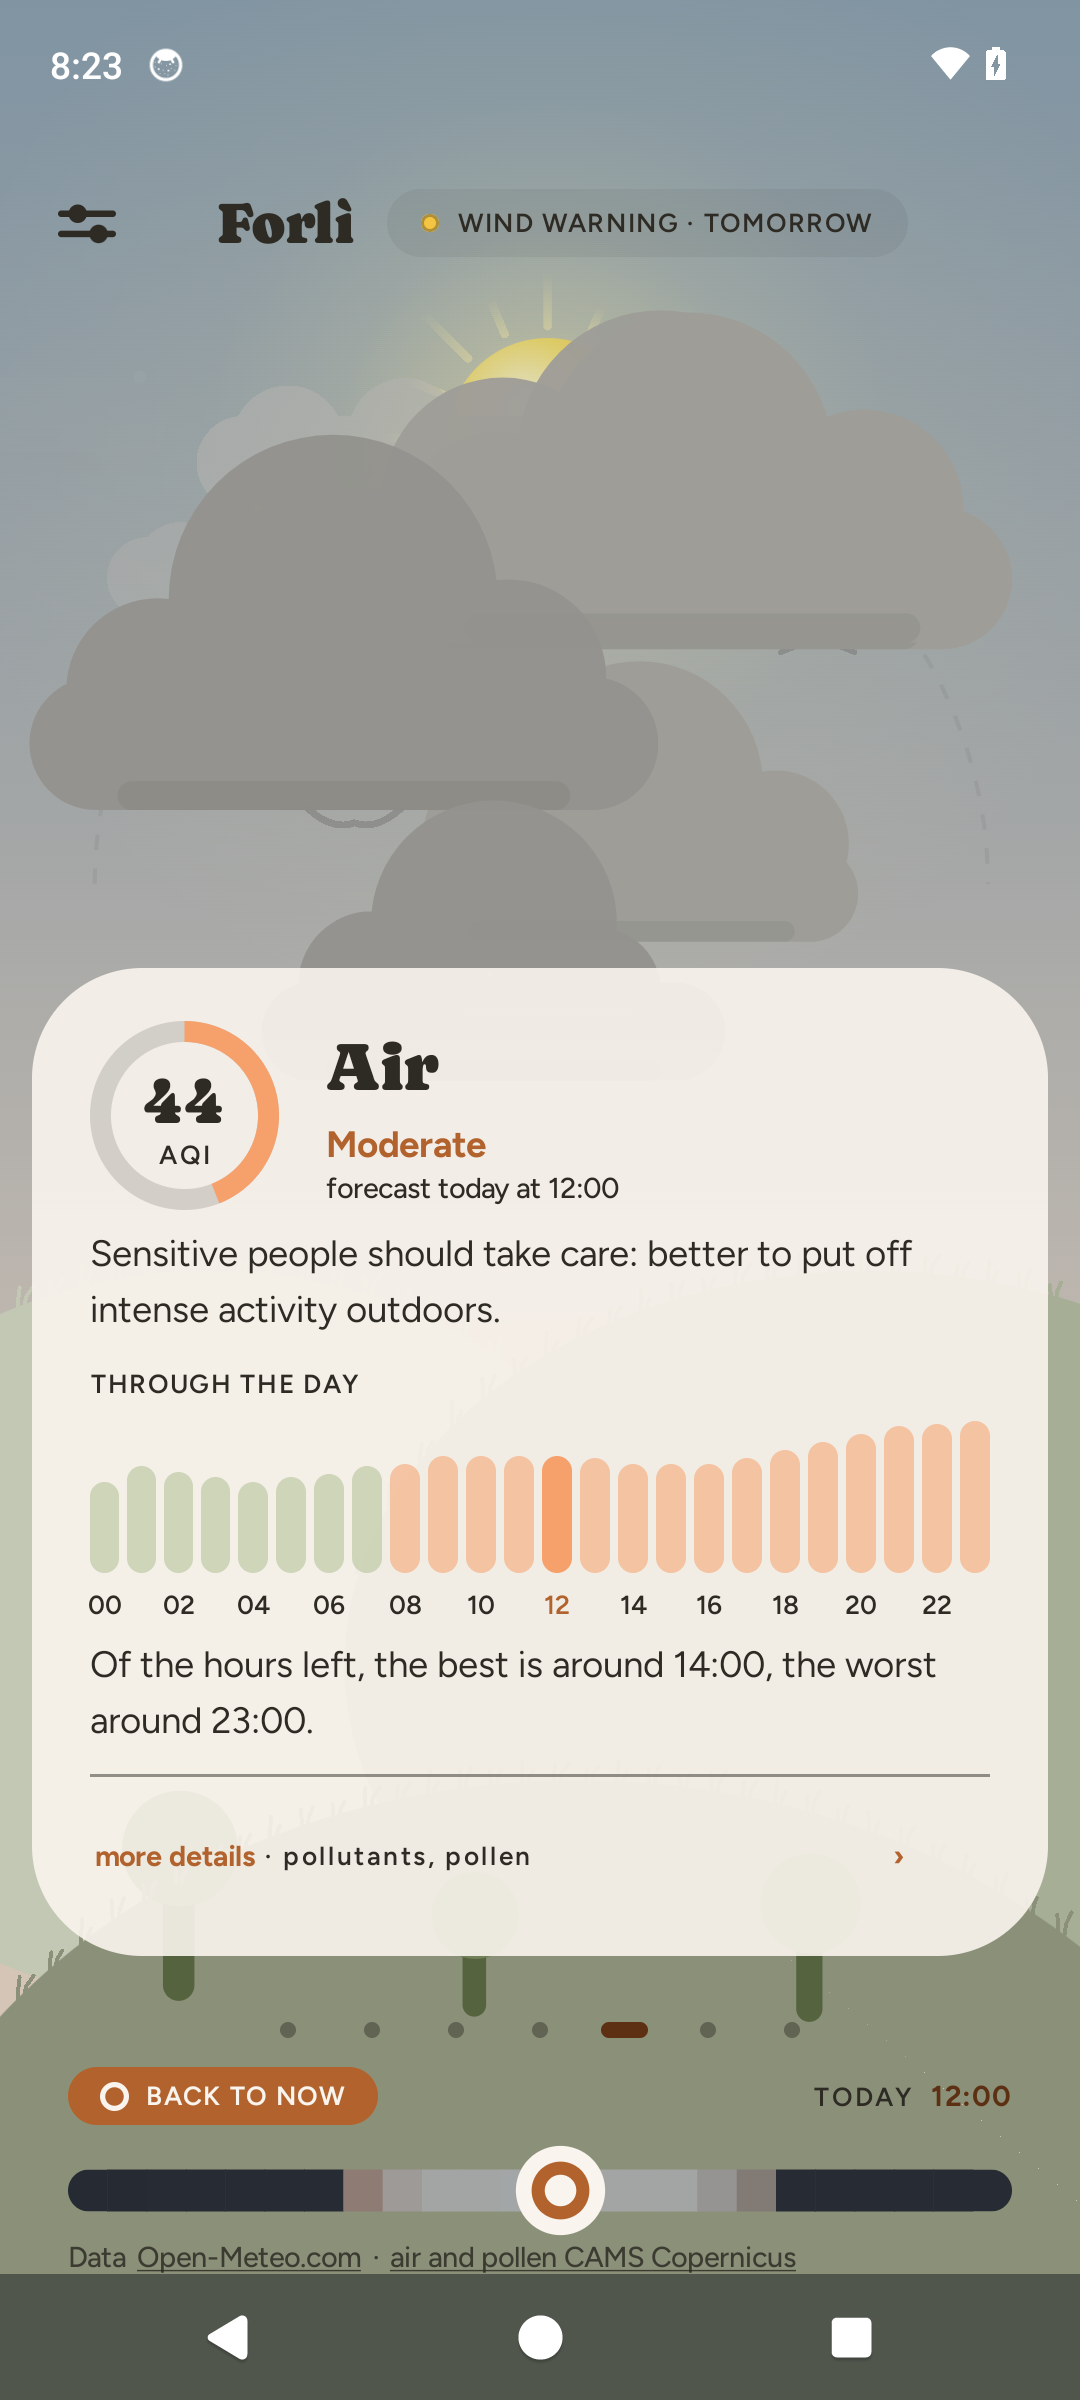 8:23
Forlì
WIND WARNING · TOMORROW
44
AQI
Air
Moderate
forecast today at 12:00
Sensitive people should take care: better to put off
intense activity outdoors.
THROUGH THE DAY
00 02 04 06 08 10 12 14 16 18 20 22
Of the hours left, the best is around 14:00, the worst
around 23:00.
more details · pollutants, pollen ›
BACK TO NOW
TODAY 12:00
Data Open-Meteo.com · air and pollen CAMS Copernicus